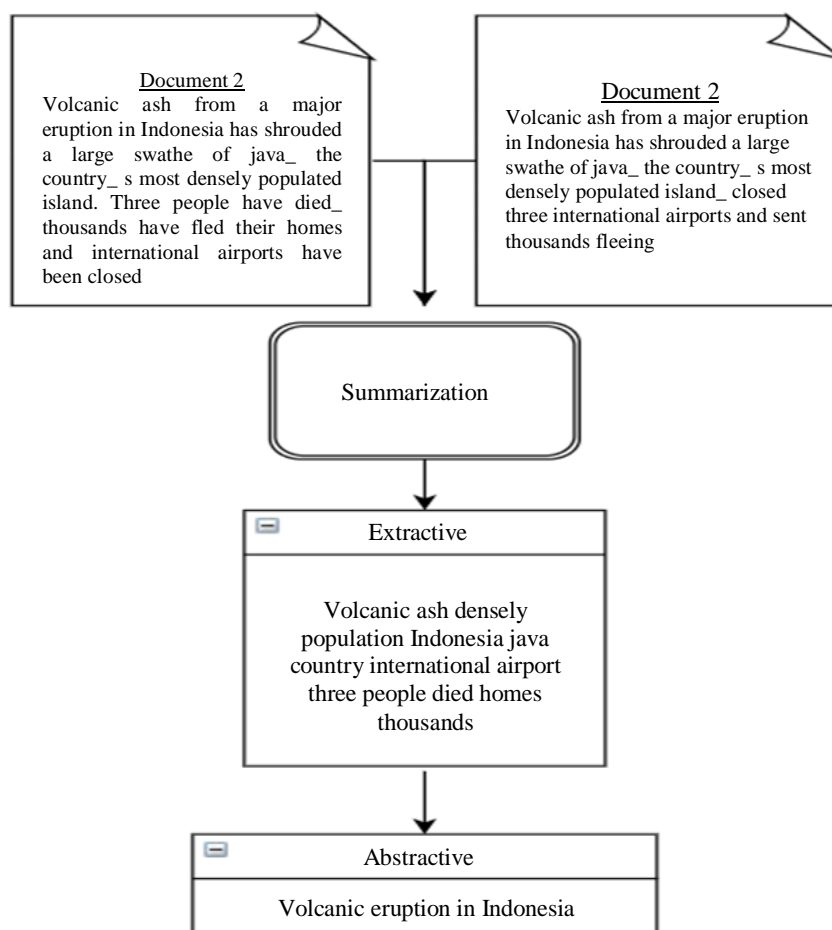 Document 2
Volcanic ash from a major
eruption in Indonesia has shrouded
a large swathe of java_ the
country_ s most densely populated
island. Three people have died_
thousands have fled their homes
and international airports have
been closed
Document 2
Volcanic ash from a major eruption
in Indonesia has shrouded a large
swathe of java_ the country_ s most
densely populated island_ closed
three international airports and sent
thousands fleeing
Summarization
Extractive
Volcanic ash densely
population Indonesia java
country international airport
three people died homes
thousands
Abstractive
Volcanic eruption in Indonesia